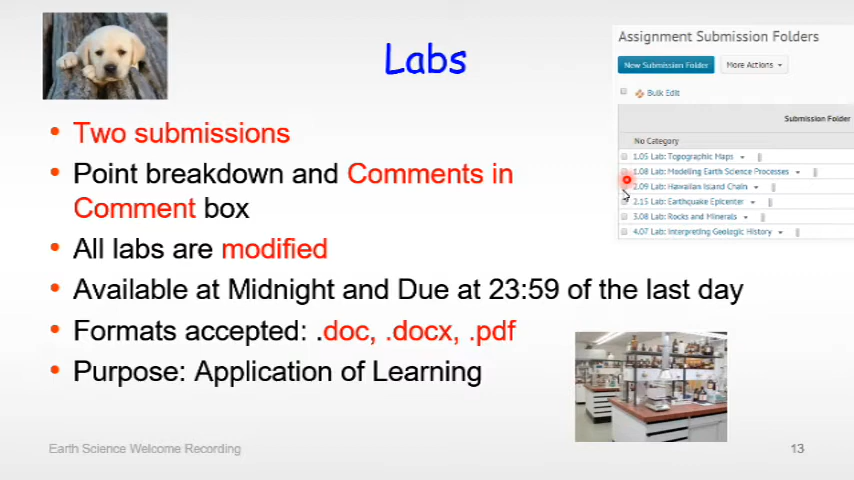 Labs
• Two submissions
• Point breakdown and Comments in
Comment box
• All labs are modified
• Available at Midnight and Due at 23:59 of the last day
• Formats accepted: .doc, .docx, .pdf
• Purpose: Application of Learning
Assignment Submission Folders
New Submission Folder More Actions
Bulk Edit
Submission Folder
No Category
1.05 Lab: Topographic Maps
1.08 Lab: Modeling Earth Science Processes
2.09 Lab: Hawaiian Island Chain
2.15 Lab: Earthquake Epicenter
3.08 Lab: Rocks and Minerals
4.07 Lab: Interpreting Geologic History
Earth Science Welcome Recording
13